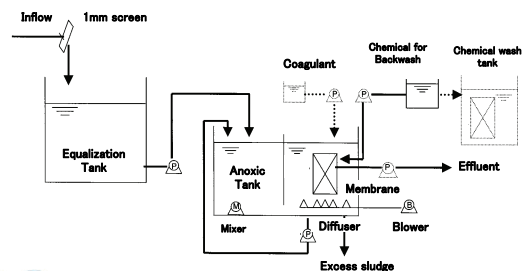 Inflow
1mm screen
Coagulant
Chemical for
Backwash
Chemical wash
tank
P
P
Equalization
Tank
P
Anoxic
Tank
P
Effluent
Membrane
M
B
Mixer
P
Diffuser
Blower
Excess sludge